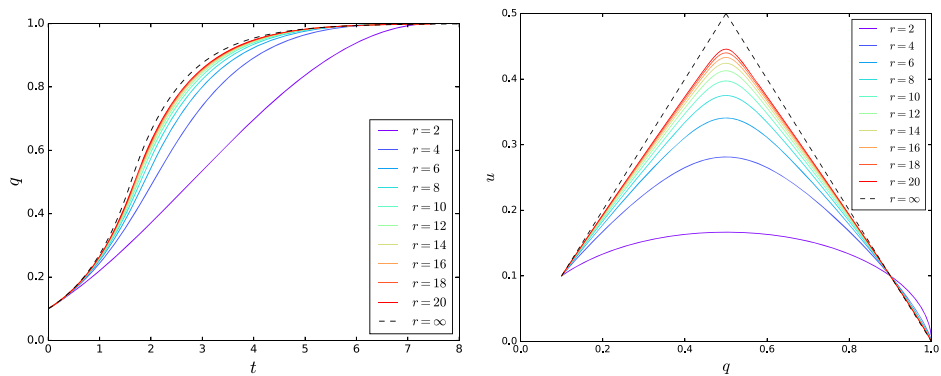 1.0
0.8
0.6
0.4
0.2
0.0
q
0 1 2 3 4 5 6 7 8
t
r = 2
r = 4
r = 6
r = 8
r = 10
r = 12
r = 14
r = 16
r = 18
r = 20
r = ∞
0.5
0.4
0.3
0.2
0.1
0.0
u
0.0 0.2 0.4 0.6 0.8 1.0
q
r = 2
r = 4
r = 6
r = 8
r = 10
r = 12
r = 14
r = 16
r = 18
r = 20
r = ∞